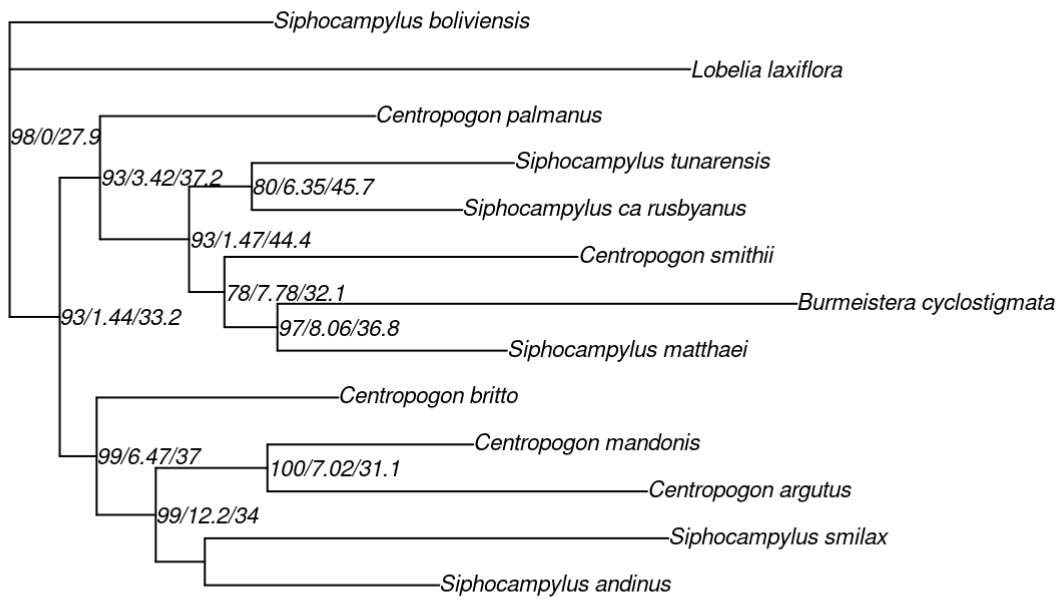 Siphocampylus boliviensis
Lobelia laxiflora
Centropogon palmanus
98/0/27.9
Siphocampylus tunarensis
93/3.42/37.2
80/6.35/45.7
Siphocampylus ca rusbyanus
93/1.47/44.4
Centropogon smithii
78/7.78/32.1
Burmeistera cyclostigmata
93/1.44/33.2
97/8.06/36.8
Siphocampylus matthaei
Centropogon britto
Centropogon mandonis
99/6.47/37
100/7.02/31.1
Centropogon argutus
99/12.2/34
Siphocampylus smilax
Siphocampylus andinus